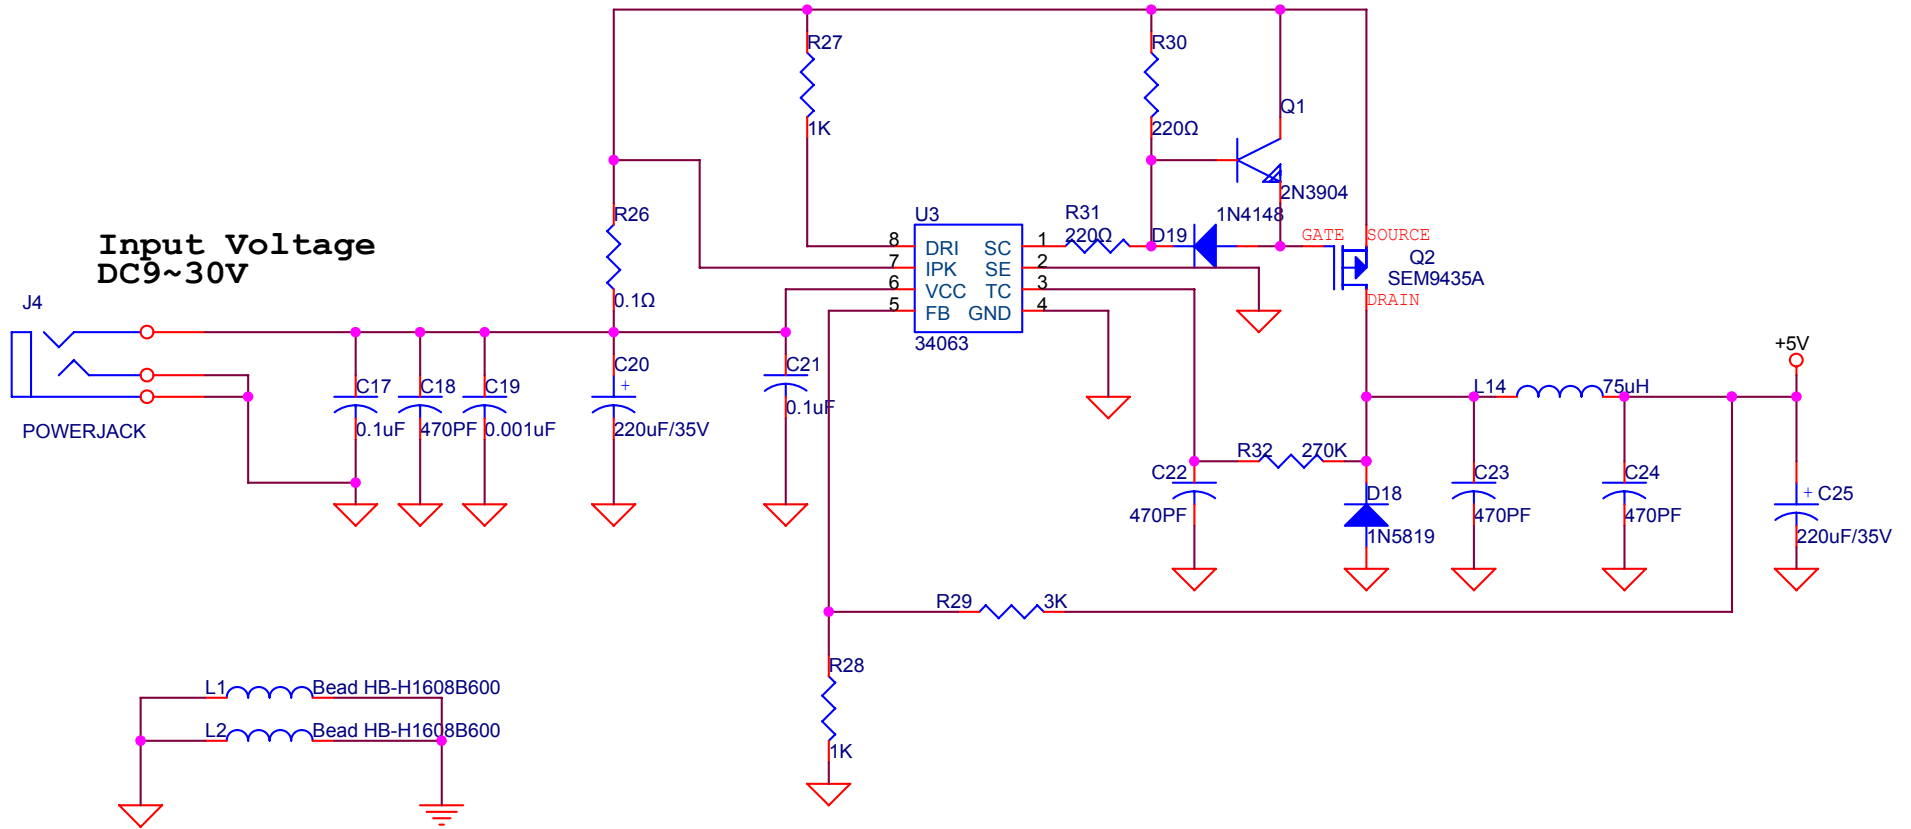 R27
1K
R30
220Ω
Q1
2N3904
R26
0.1Ω
Input Voltage
DC9~30V
J4
POWERJACK
U3
8 DRI SC 1
7 IPK SE 2
6 VCC TC 3
5 FB GND 4
34063
R31
220Ω
D19
1N4148
GATE SOURCE
Q2
SEM9435A
DRAIN
C17
0.1uF
C18
470PF
C19
0.001uF
C20
+
220uF/35V
C21
0.1uF
+5V
L14 75uH
R32 270K
C22
470PF
D18
1N5819
C23
470PF
C24
470PF
+ C25
220uF/35V
R29 3K
R28
1K
L1 Bead HB-H1608B600
L2 Bead HB-H1608B600